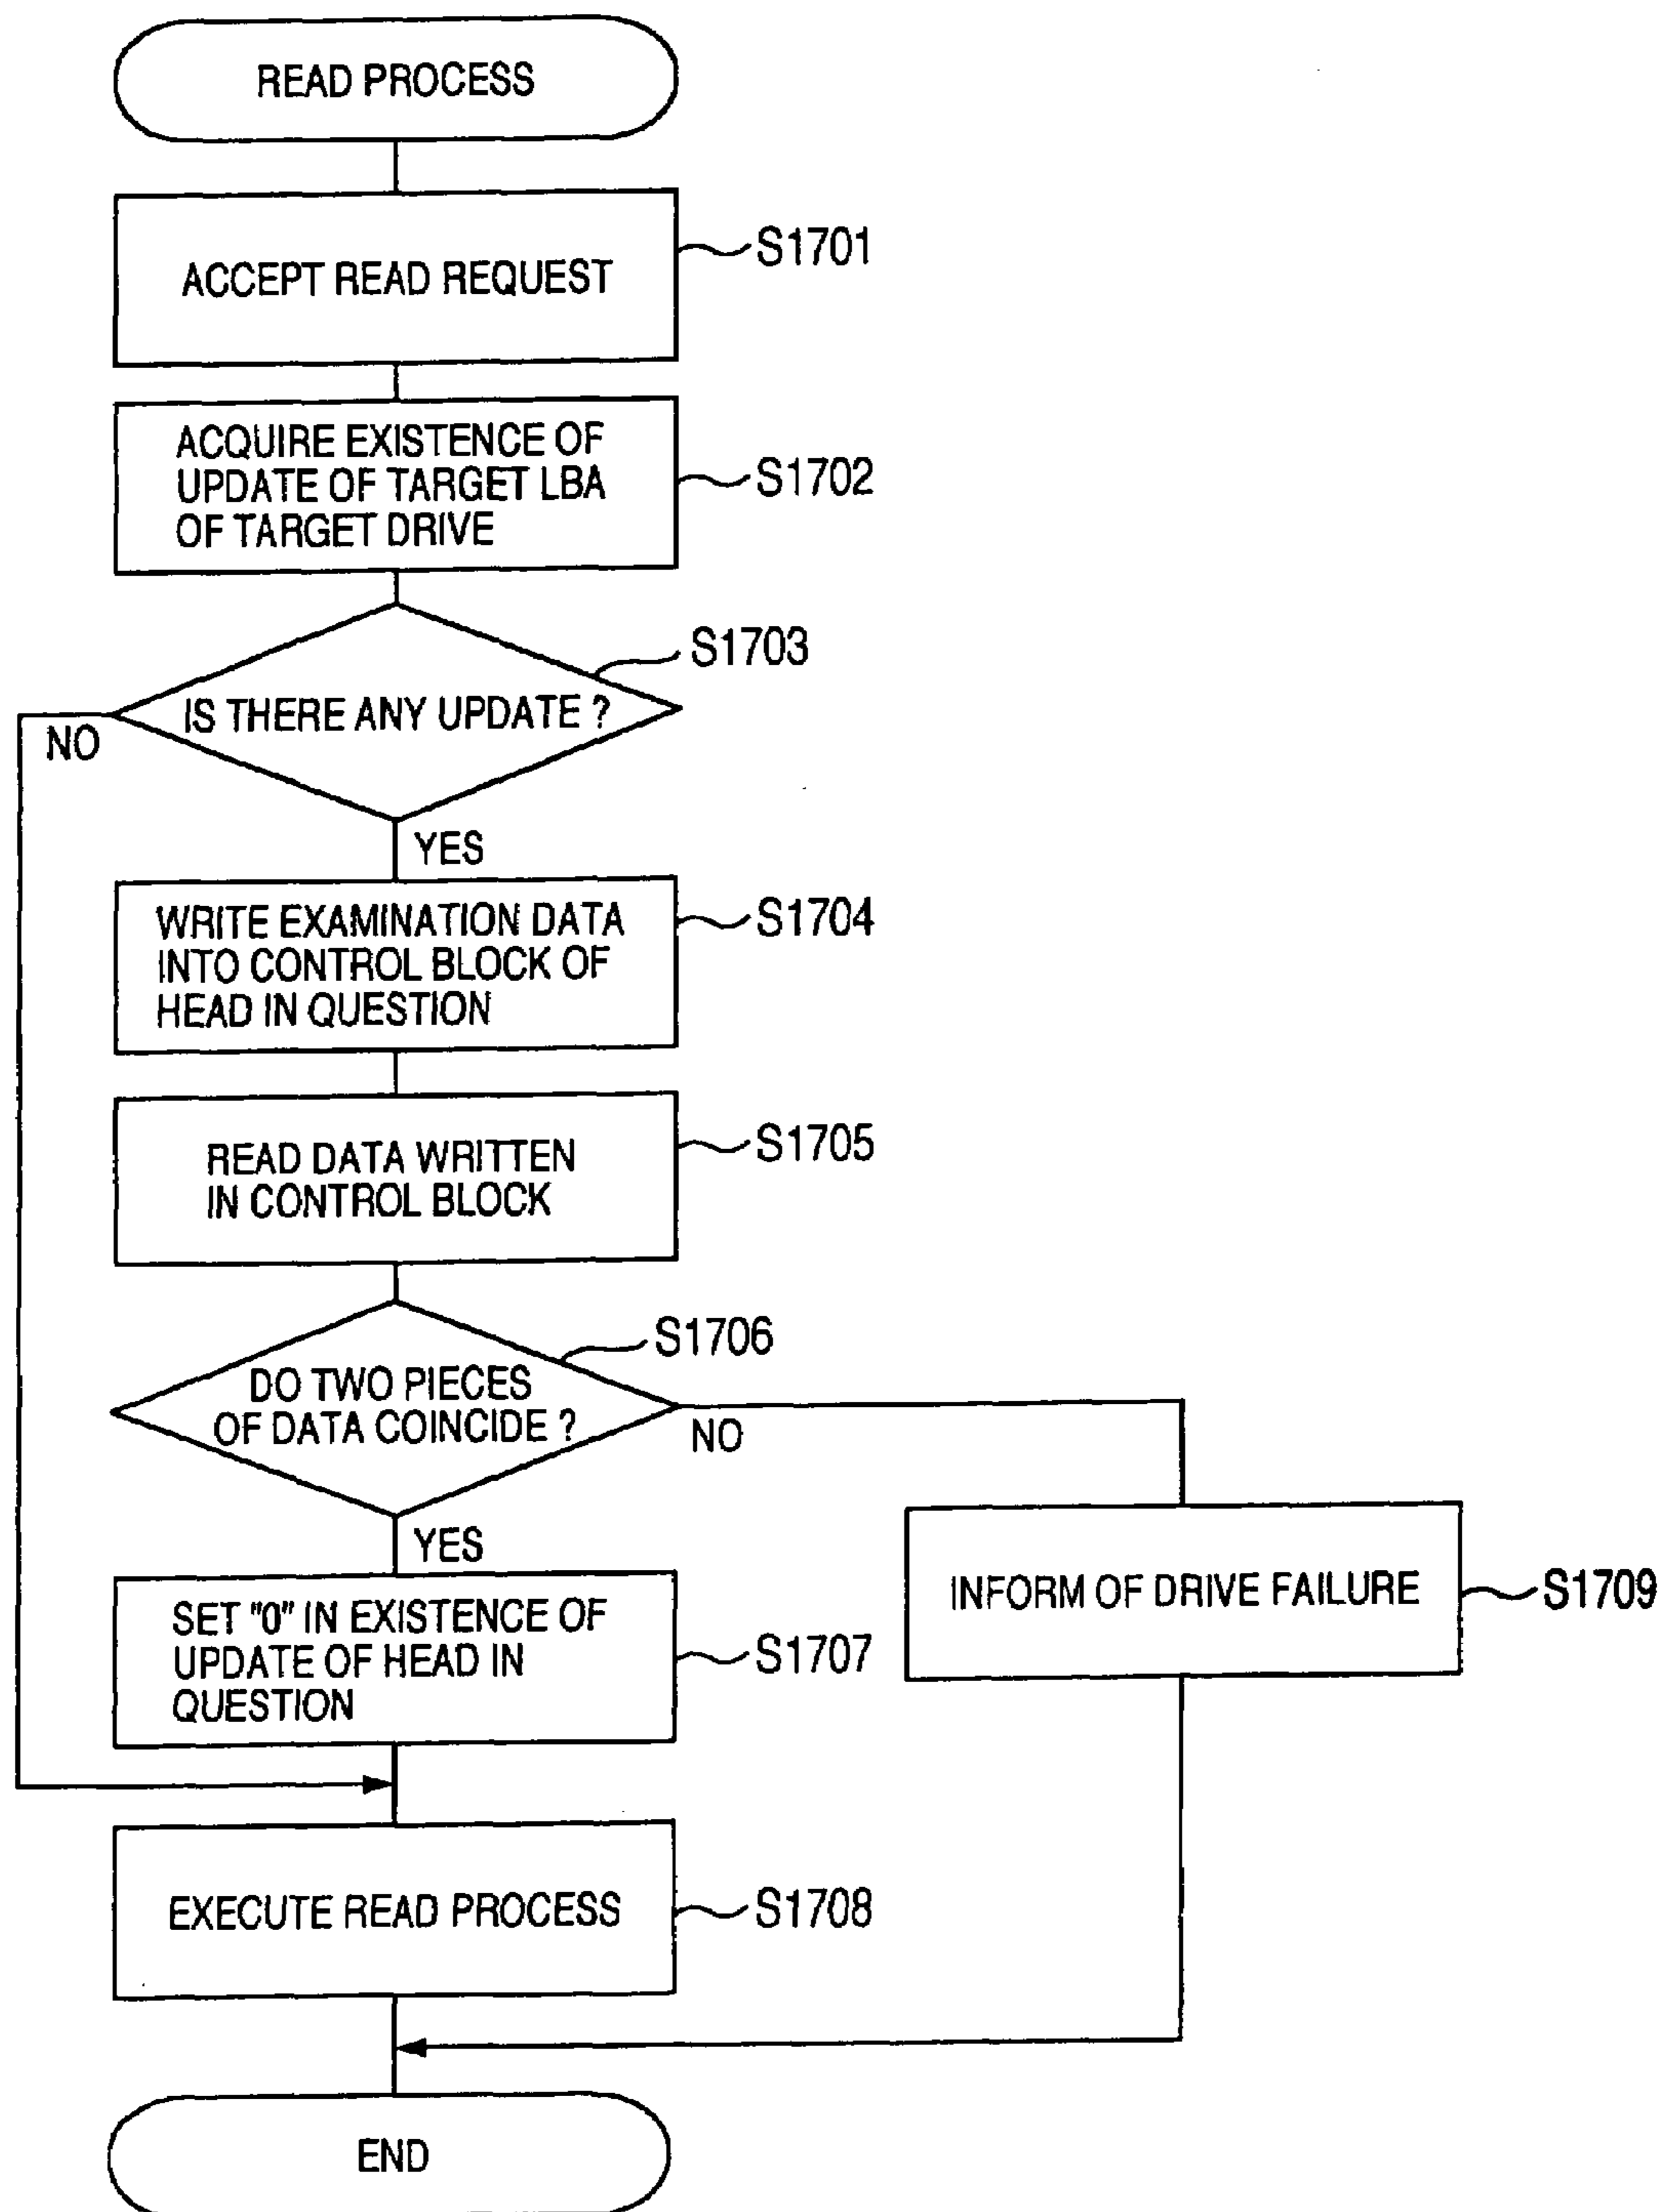 READ PROCESS
ACCEPT READ REQUEST
S1701
ACQUIRE EXISTENCE OF
UPDATE OF TARGET LBA
OF TARGET DRIVE
S1702
S1703
IS THERE ANY UPDATE ?
NO
YES
WRITE EXAMINATION DATA
INTO CONTROL BLOCK OF
HEAD IN QUESTION
S1704
READ DATA WRITTEN
IN CONTROL BLOCK
S1705
S1706
DO TWO PIECES
OF DATA COINCIDE ?
NO
YES
SET "0" IN EXISTENCE OF
UPDATE OF HEAD IN
QUESTION
S1707
INFORM OF DRIVE FAILURE
S1709
EXECUTE READ PROCESS
S1708
END